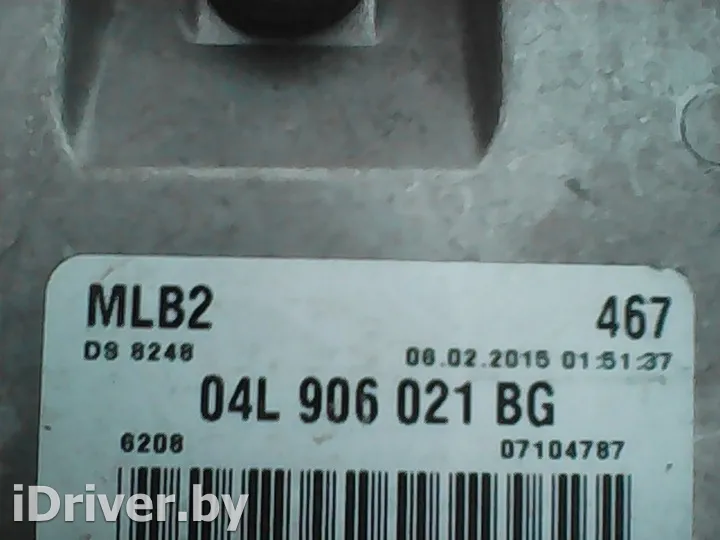 MLB2 467
DS 8248 06.02.2015 01:51:37
04L 906 021 BG
6208 07104787
iDriver.by